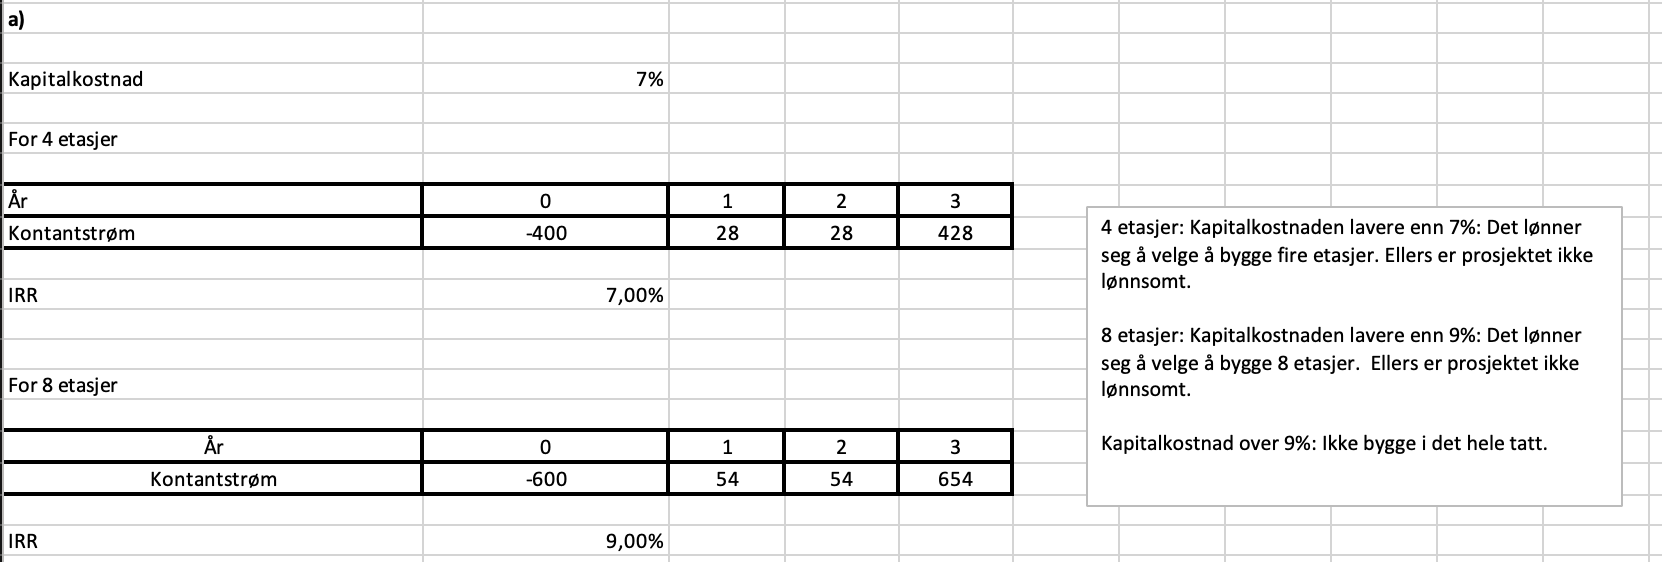 a)
Kapitalkostnad 7%
For 4 etasjer
År 0 1 2 3
Kontantstrøm -400 28 28 428
IRR 7,00%
For 8 etasjer
År 0 1 2 3
Kontantstrøm -600 54 54 654
IRR 9,00%
4 etasjer: Kapitalkostnaden lavere enn 7%: Det lønner
seg å velge å bygge fire etasjer. Ellers er prosjektet ikke
lønnsomt.
8 etasjer: Kapitalkostnaden lavere enn 9%: Det lønner
seg å velge å bygge 8 etasjer.  Ellers er prosjektet ikke
lønnsomt.
Kapitalkostnad over 9%: Ikke bygge i det hele tatt.